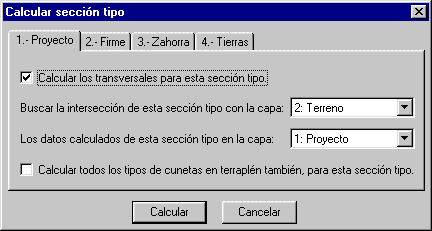 Calcular sección tipo
1.- Proyecto 2.- Firme 3.- Zahorra 4.- Tierras
Calcular los transversales para esta sección tipo.
Buscar la intersección de esta sección tipo con la capa: 2: Terreno
Los datos calculados de esta sección tipo en la capa: 1: Proyecto
Calcular todos los tipos de cunetas en terraplén también, para esta sección tipo.
Calcular Cancelar